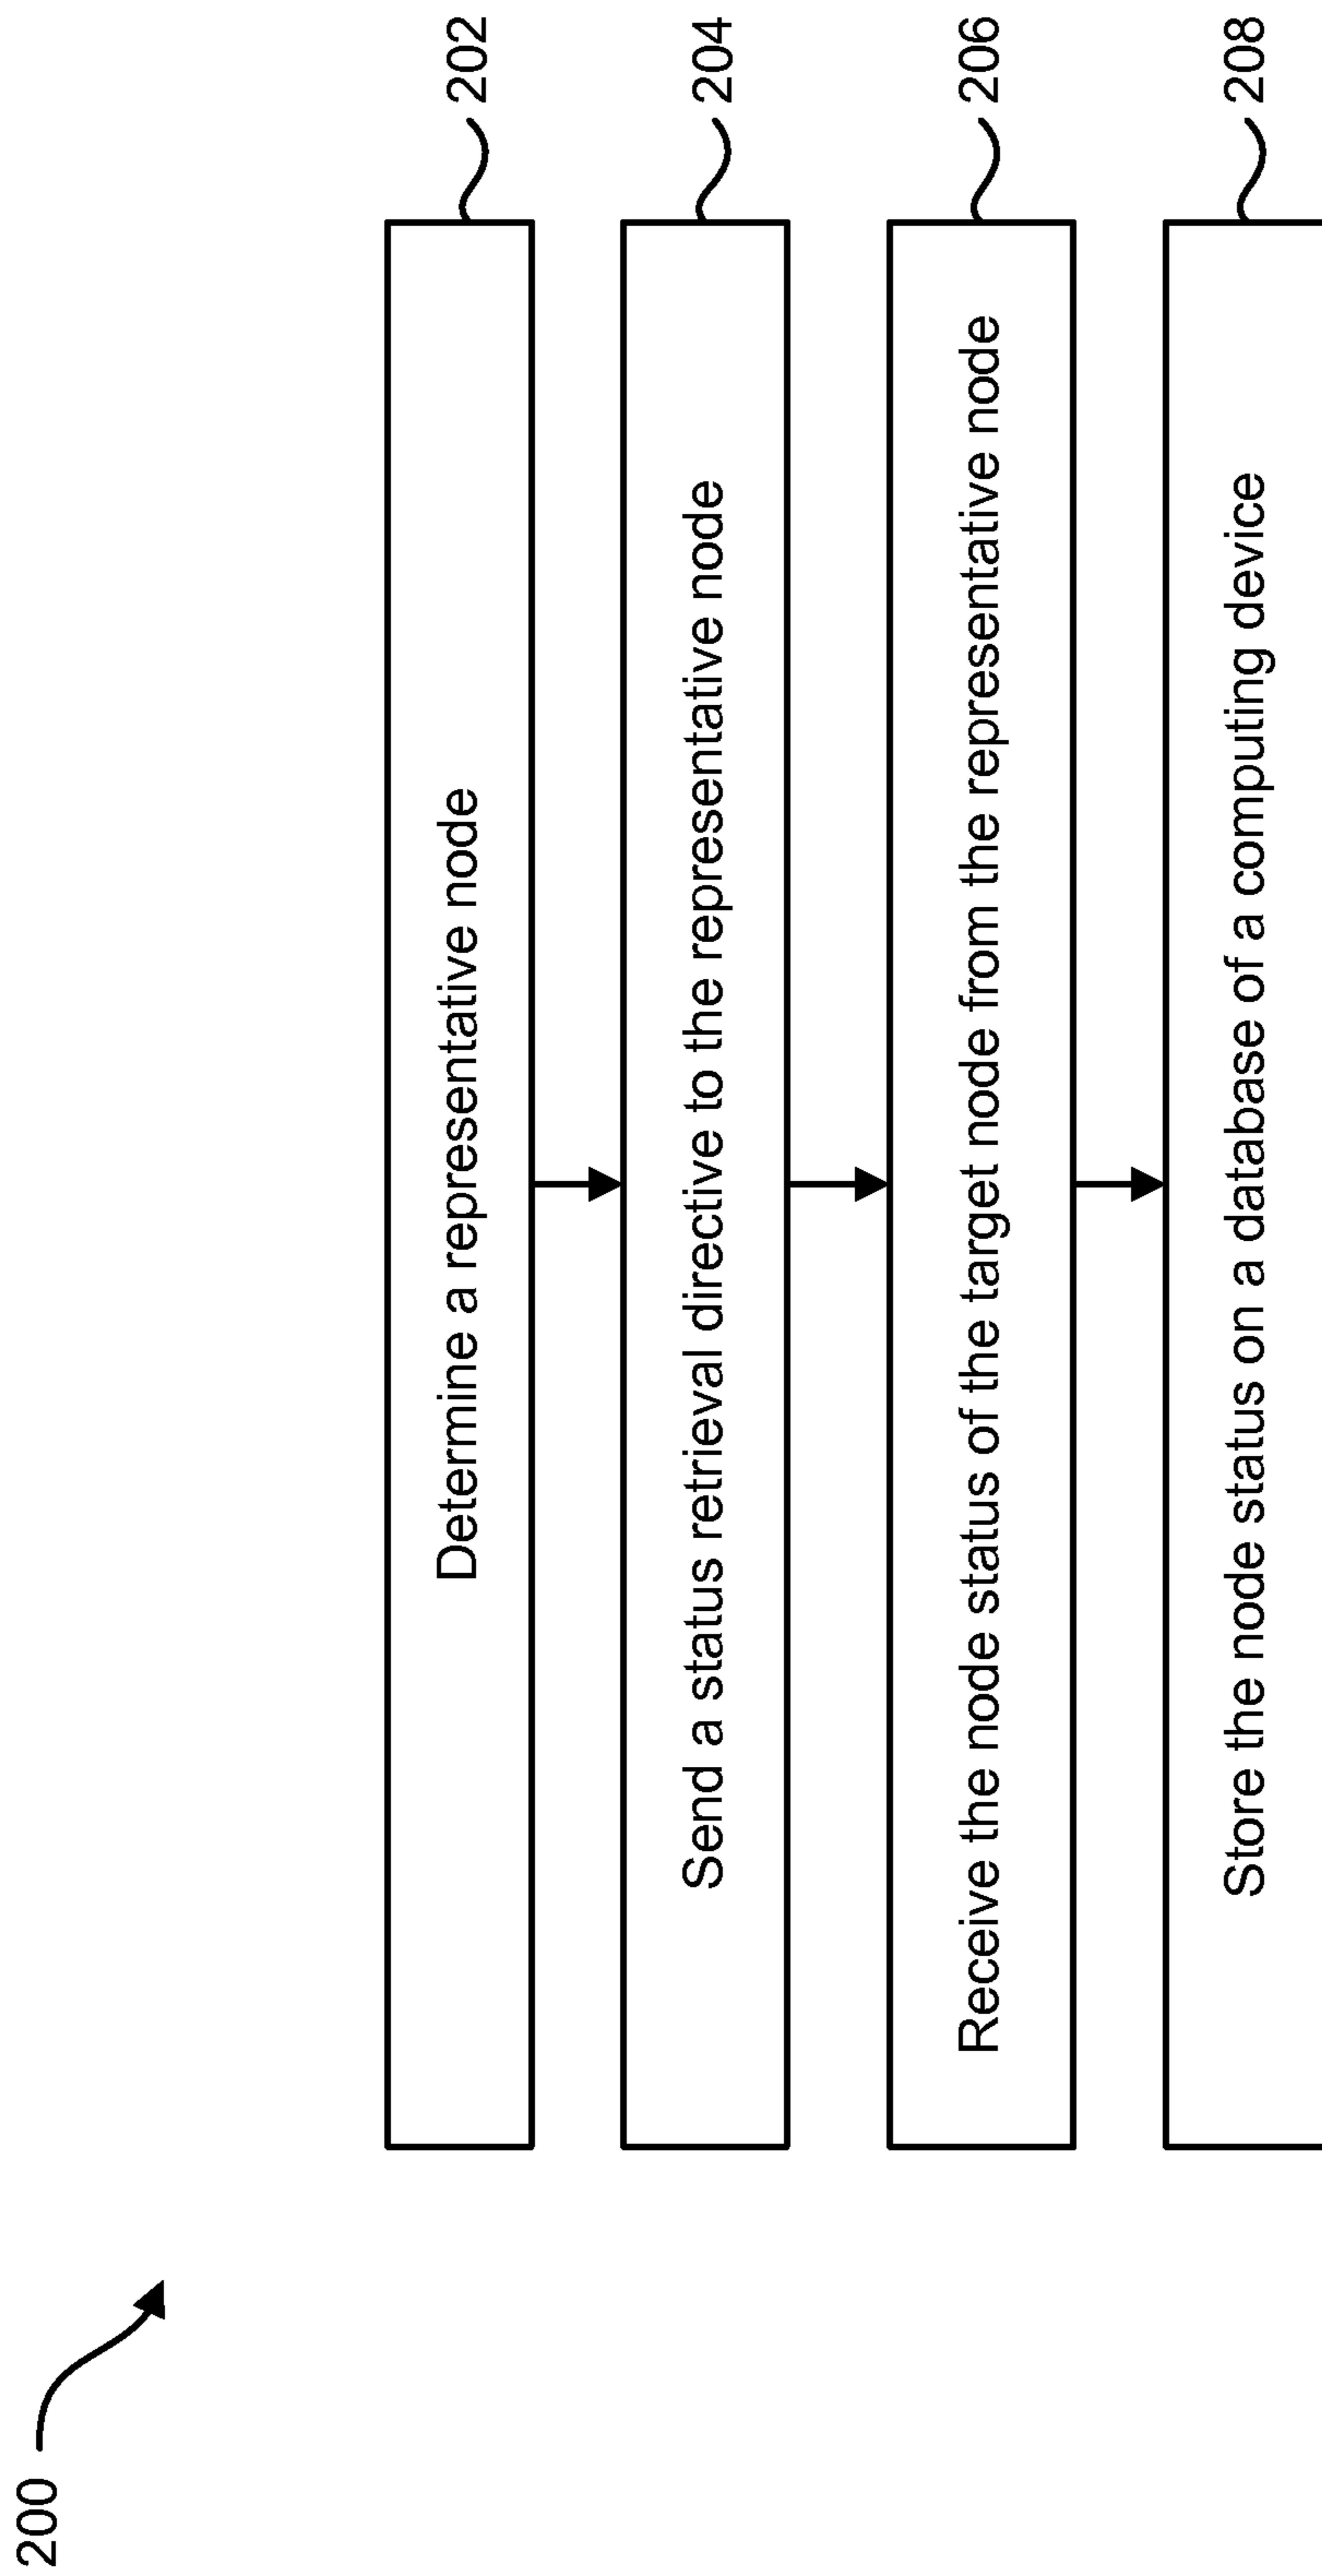 200
Determine a representative node
202
Send a status retrieval directive to the representative node
204
Receive the node status of the target node from the representative node
206
Store the node status on a database of a computing device
208